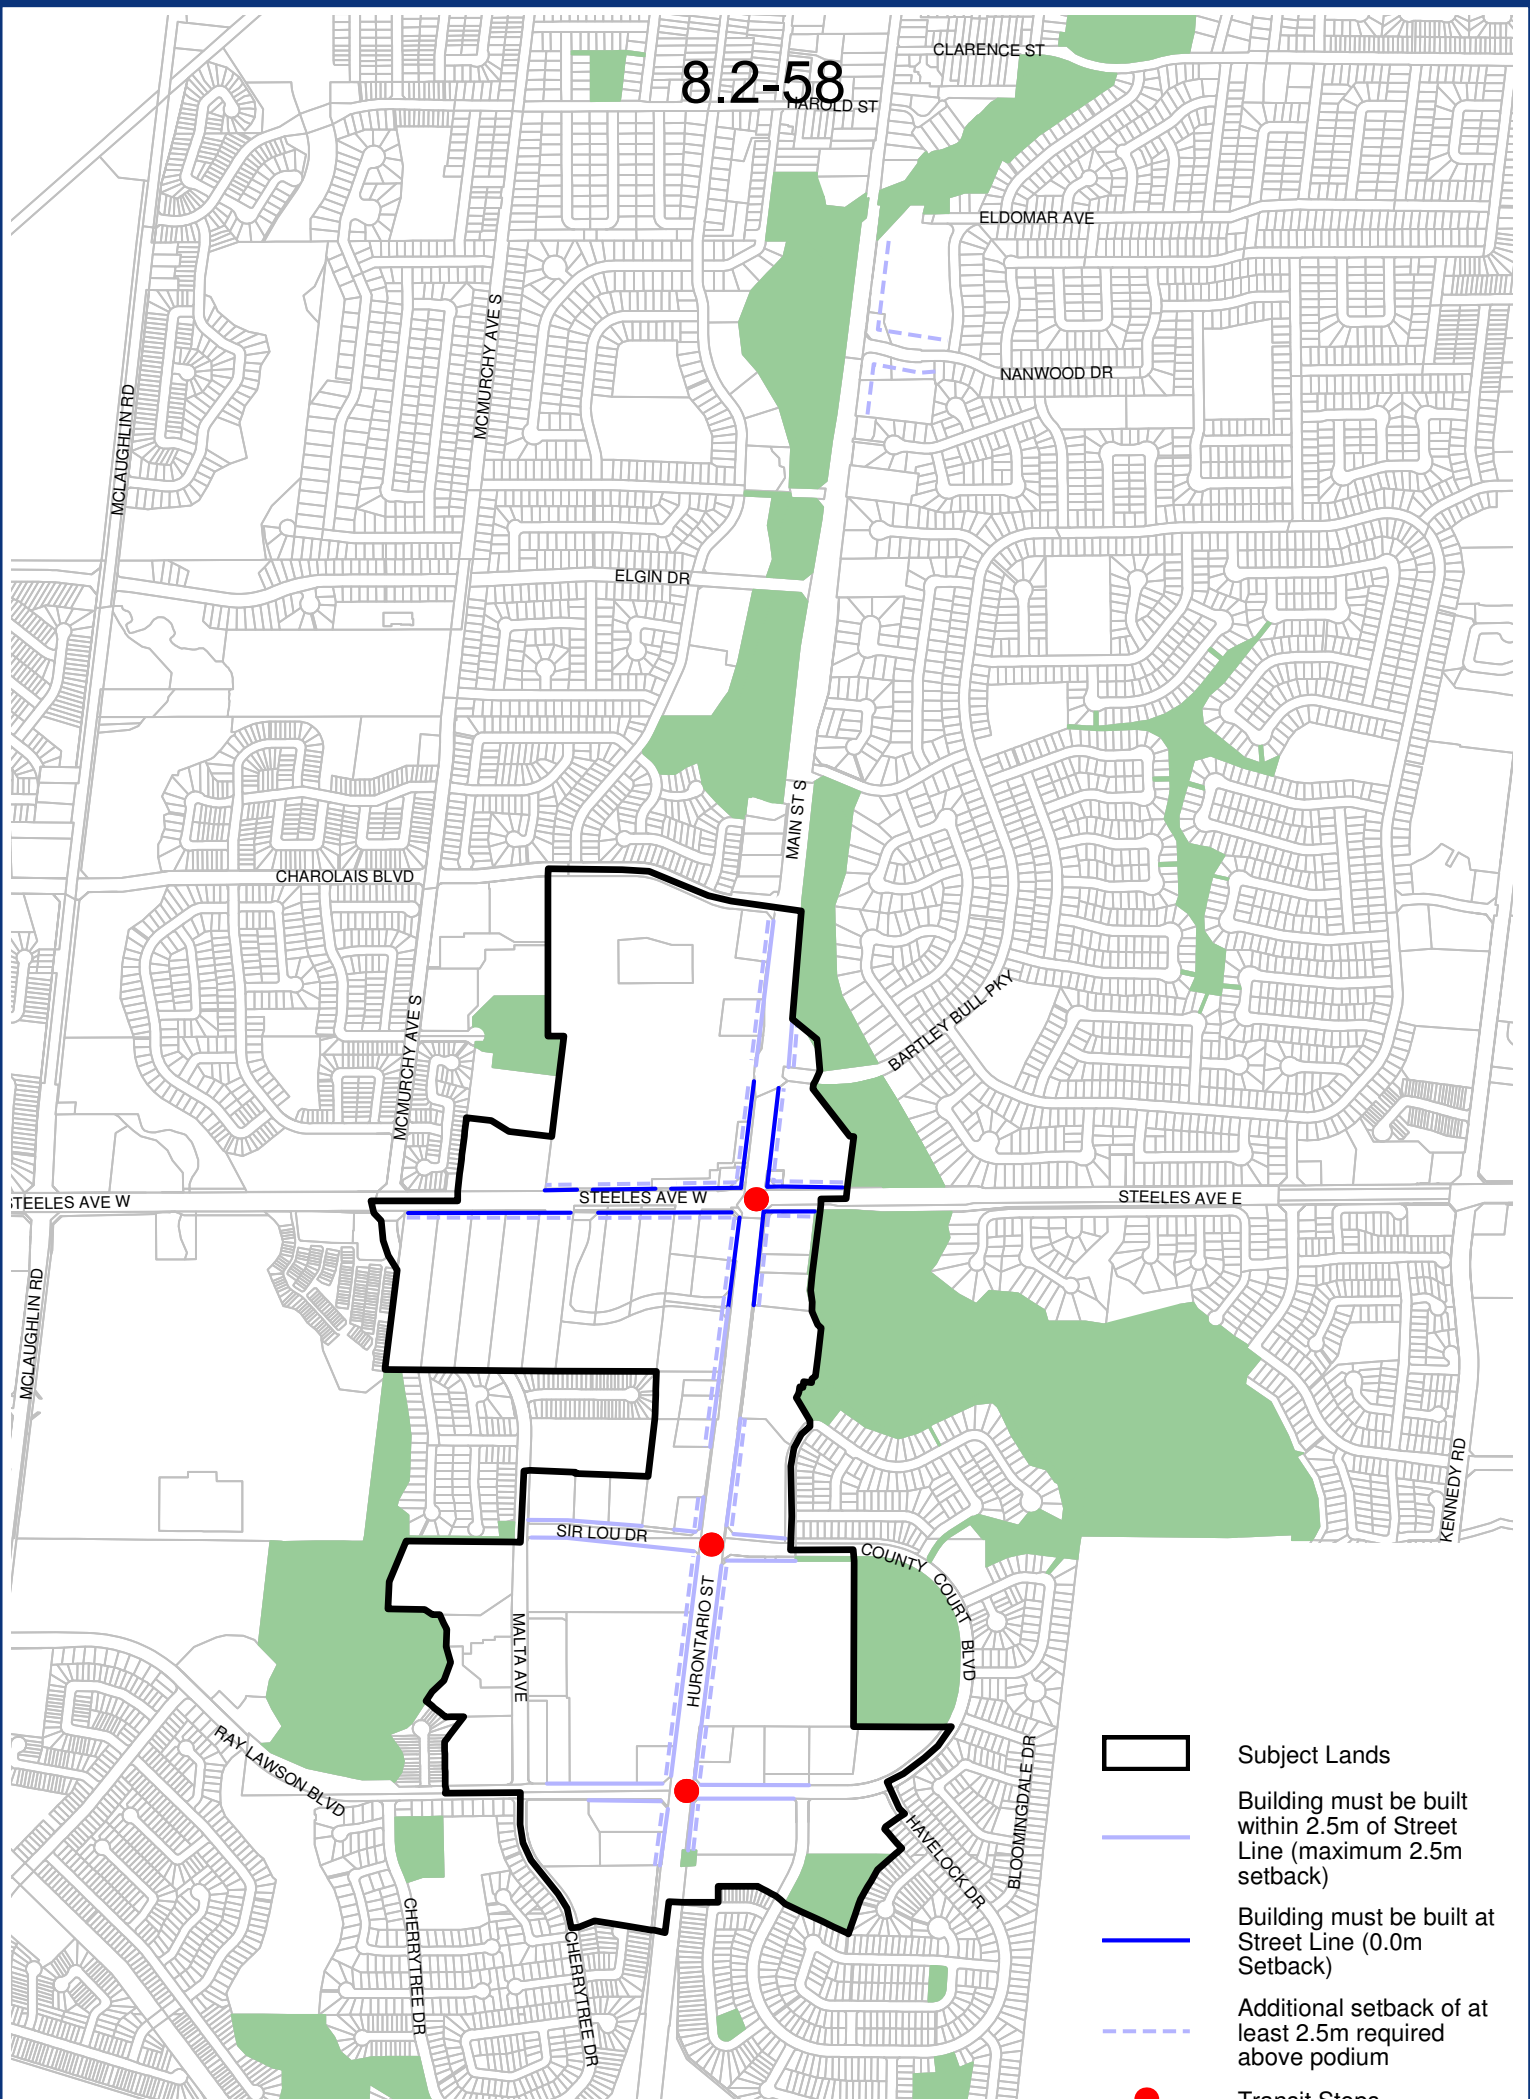 CLARENCE ST
8.2-58
HAROLD ST
ELDOMAR AVE
MCMURCHY AVE S
NANWOOD DR
MCLAUGHLIN RD
ELGIN DR
MAIN ST S
CHAROLAIS BLVD
BARTLEY BULL PKY
MCMURCHY AVE S
STEELES AVE W
STEELES AVE W
STEELES AVE E
MCLAUGHLIN RD
KENNEDY RD
SIR LOU DR
COUNTY COURT BLVD
HURONTARIO ST
MALTA AVE
RAY LAWSON BLVD
BLOOMINGDALE DR
HAVELOCK DR
CHERRYTREE DR
CHERRYTREE DR
Subject Lands
Building must be built
within 2.5m of Street
Line (maximum 2.5m
setback)
Building must be built at
Street Line (0.0m
Setback)
Additional setback of at
least 2.5m required
above podium
Transit Stops